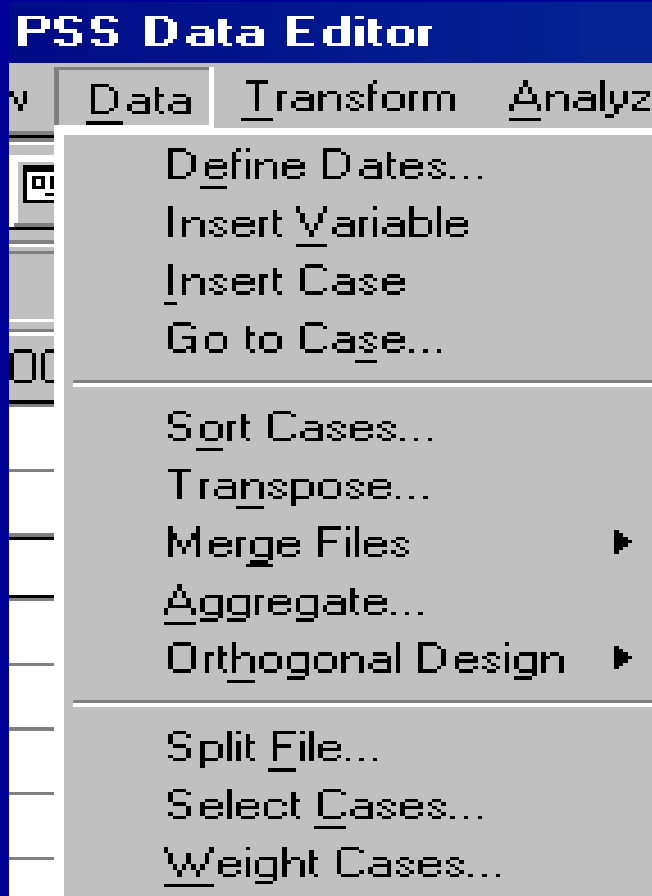 PSS Data Editor
w Data Transform Analyz
Define Dates...
Insert Variable
Insert Case
Go to Case...
Sort Cases...
Transpose...
Merge Files
Aggregate...
Orthogonal Design
Split File...
Select Cases...
Weight Cases...